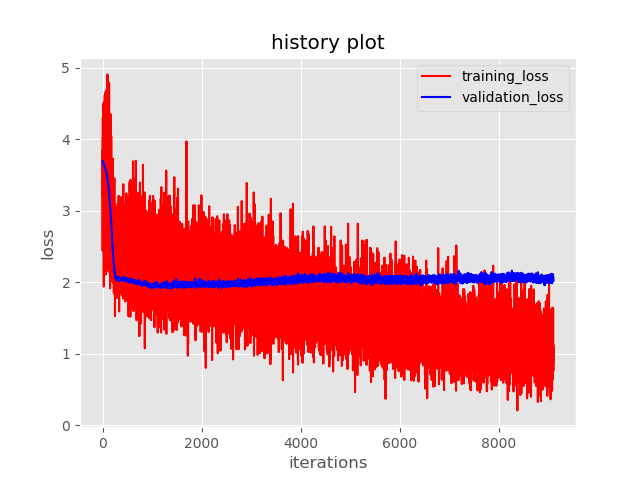 history plot
training_loss
validation_loss
5
4
3
2
1
0
loss
0
2000
4000
6000
8000
iterations